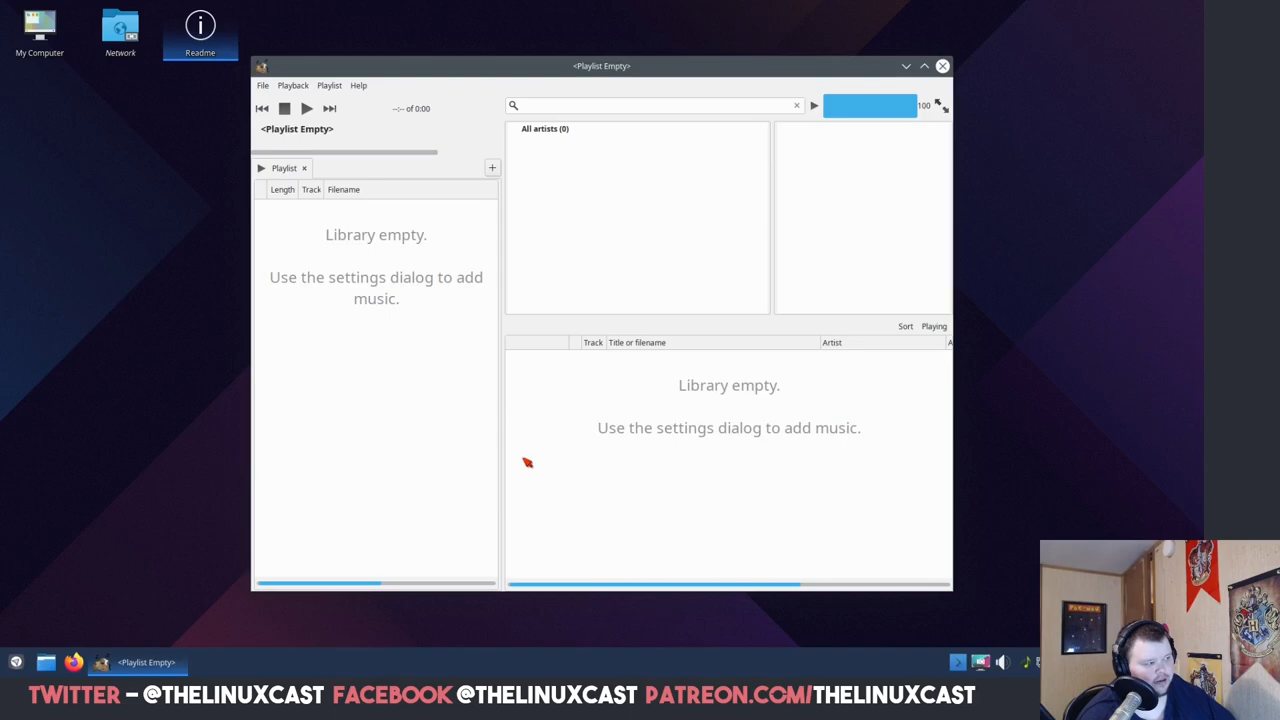 My Computer
Network
Readme
<Playlist Empty>
File Playback Playlist Help
--:-- of 0:00
100
<Playlist Empty>
All artists (0)
Playlist
Length Track Filename
Library empty.
Use the settings dialog to add
music.
Sort Playing
Track Title or filename Artist A
Library empty.
Use the settings dialog to add music.
<Playlist Empty>
PAC-MAN
TWITTER - @THELINUXCAST FACEBOOK @THELINUXCAST PATREON.COM/THELINUXCAST